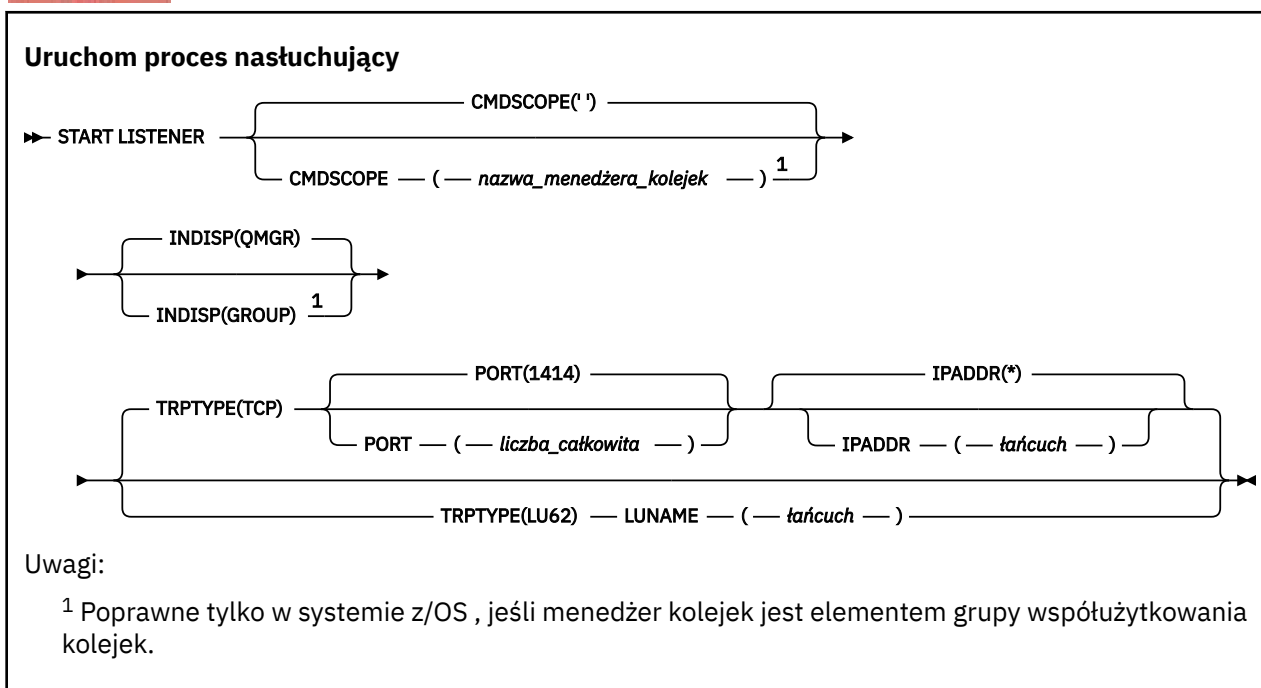 Uruchom proces nasłuchujący
CMDSCOPE(' ')
START LISTENER
CMDSCOPE ( nazwa_menedżera_kolejek ) 1
INDISP(QMGR)
INDISP(GROUP) 1
PORT(1414) IPADDR(*)
TRPTYPE(TCP)
PORT ( liczba_całkowita ) IPADDR ( łańcuch )
TRPTYPE(LU62) LUNAME ( łańcuch )
Uwagi:
1 Poprawne tylko w systemie z/OS , jeśli menedżer kolejek jest elementem grupy współużytkowania
kolejek.